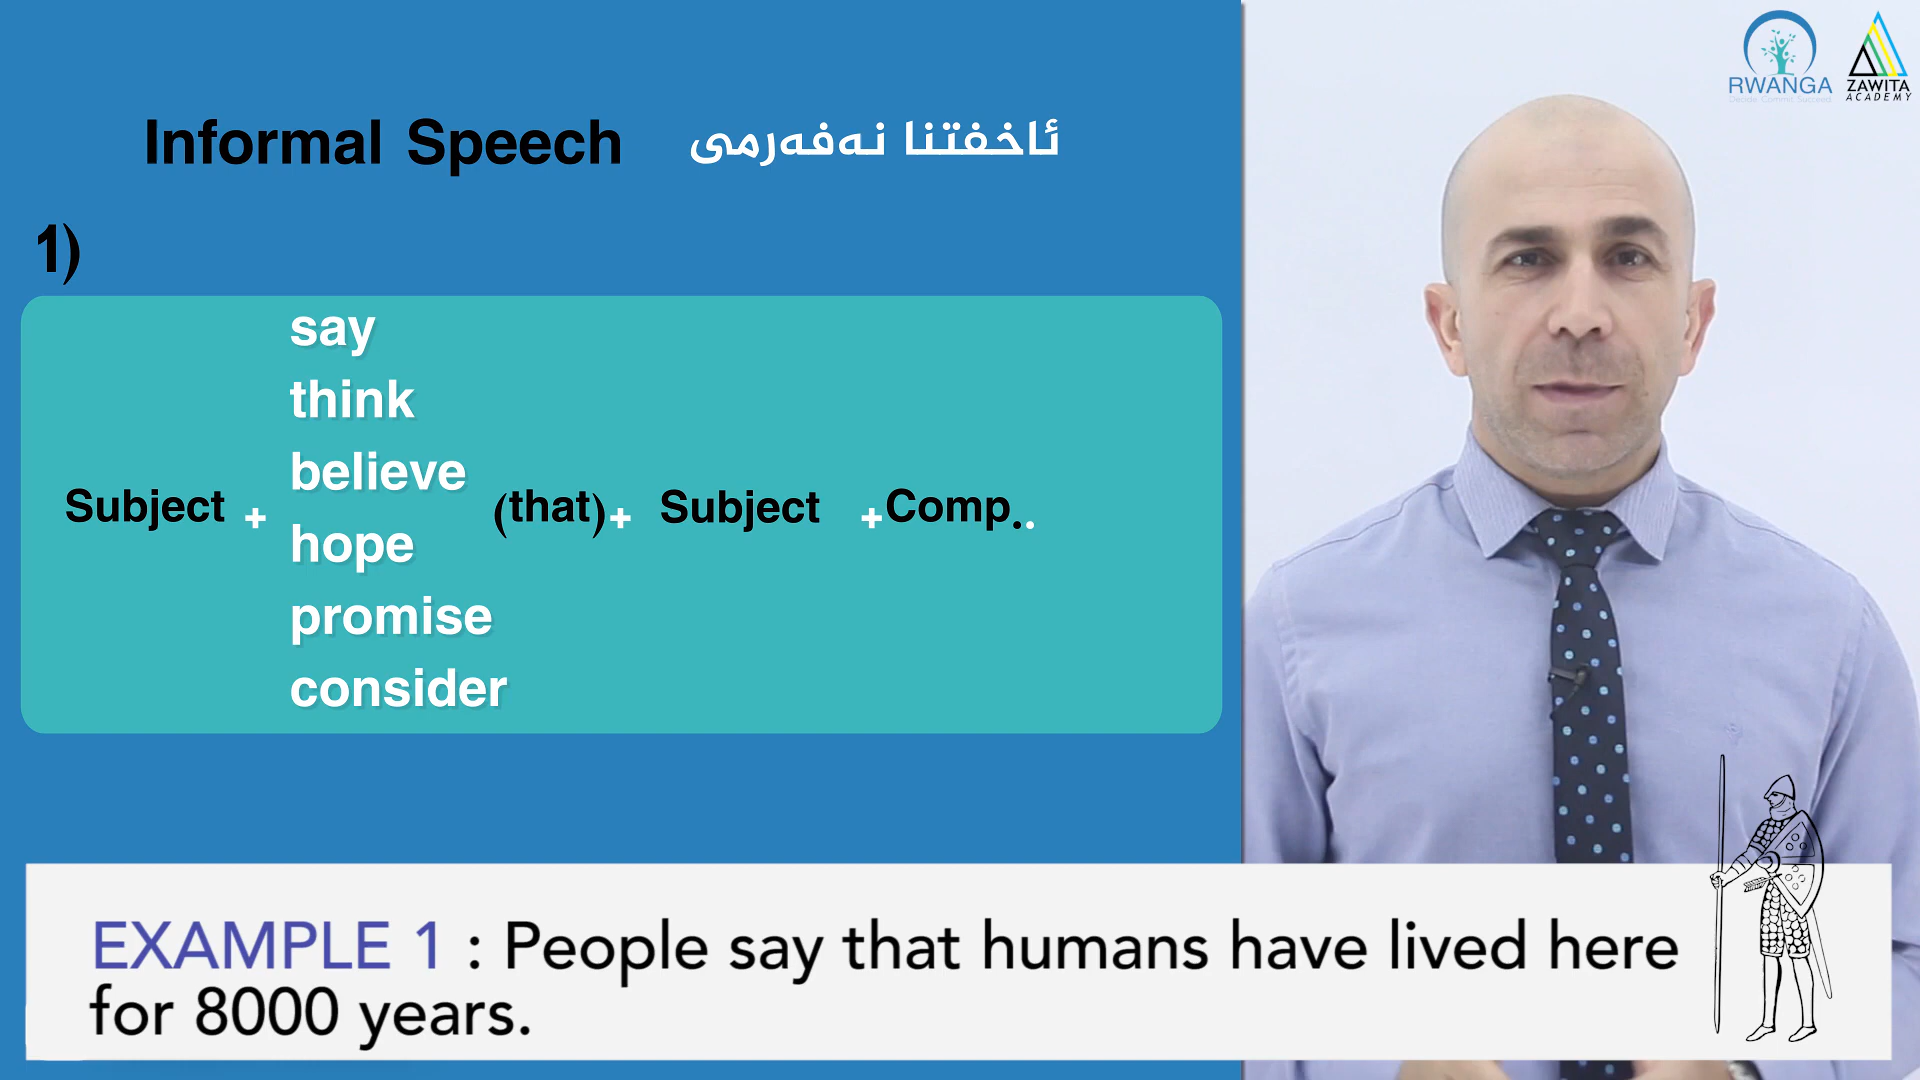 RWANGA
ZAWITA
ACADEMY
Informal Speech ئاخفتنا نەفەرمی
1)
say
think
believe
Subject + (that)+ Subject +Comp..
hope
promise
consider
EXAMPLE 1 : People say that humans have lived here
for 8000 years.